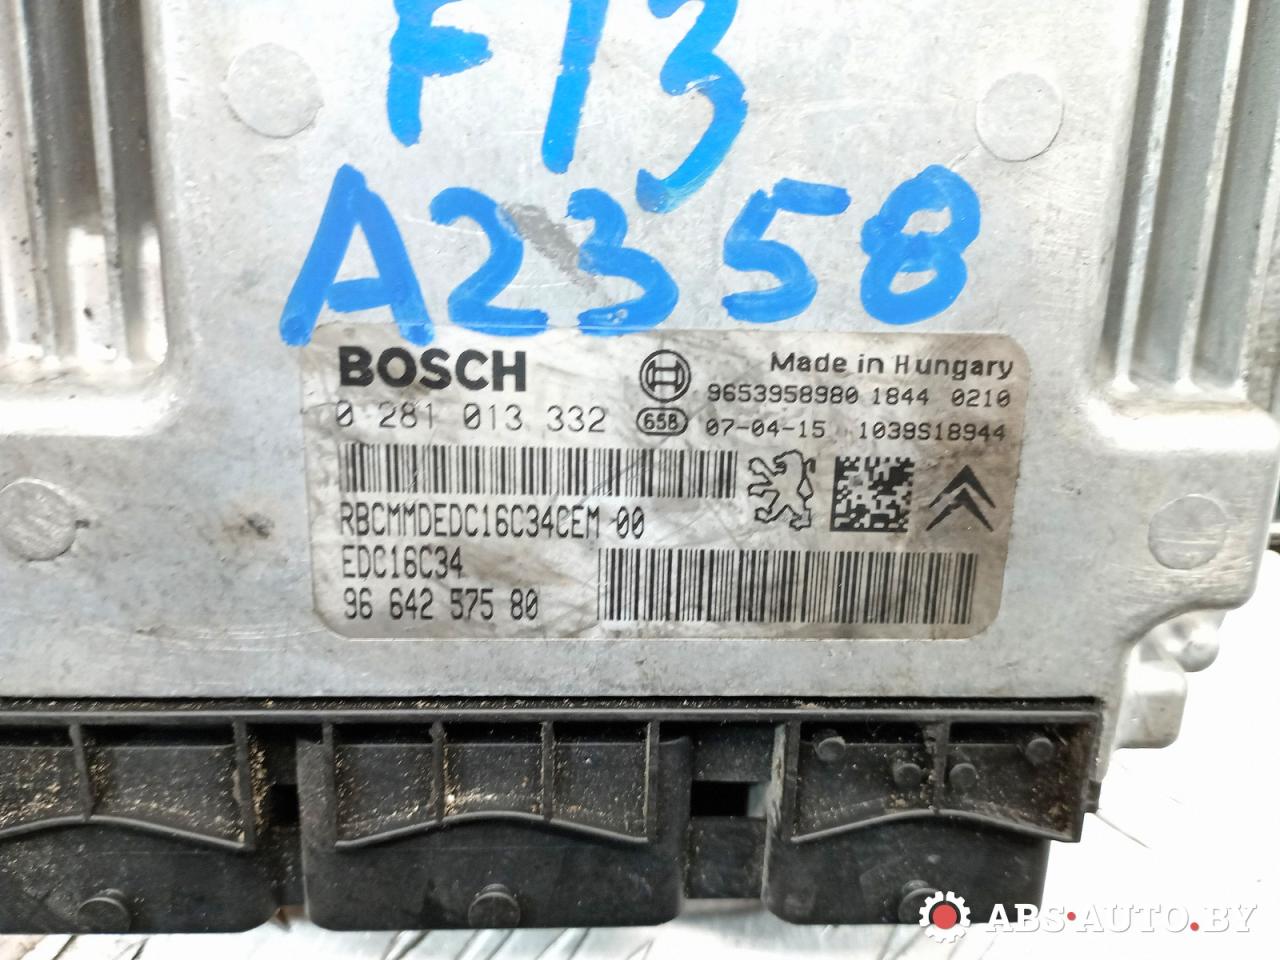 F13
A2358
BOSCH
Made in Hungary
9653958980 1844 0210
0 281 013 332
658
07-04-15 1039S18944
RBCMMDEDC16C34CEM-00
EDC16C34
96 642 575 80
ABS-AUTO.BY